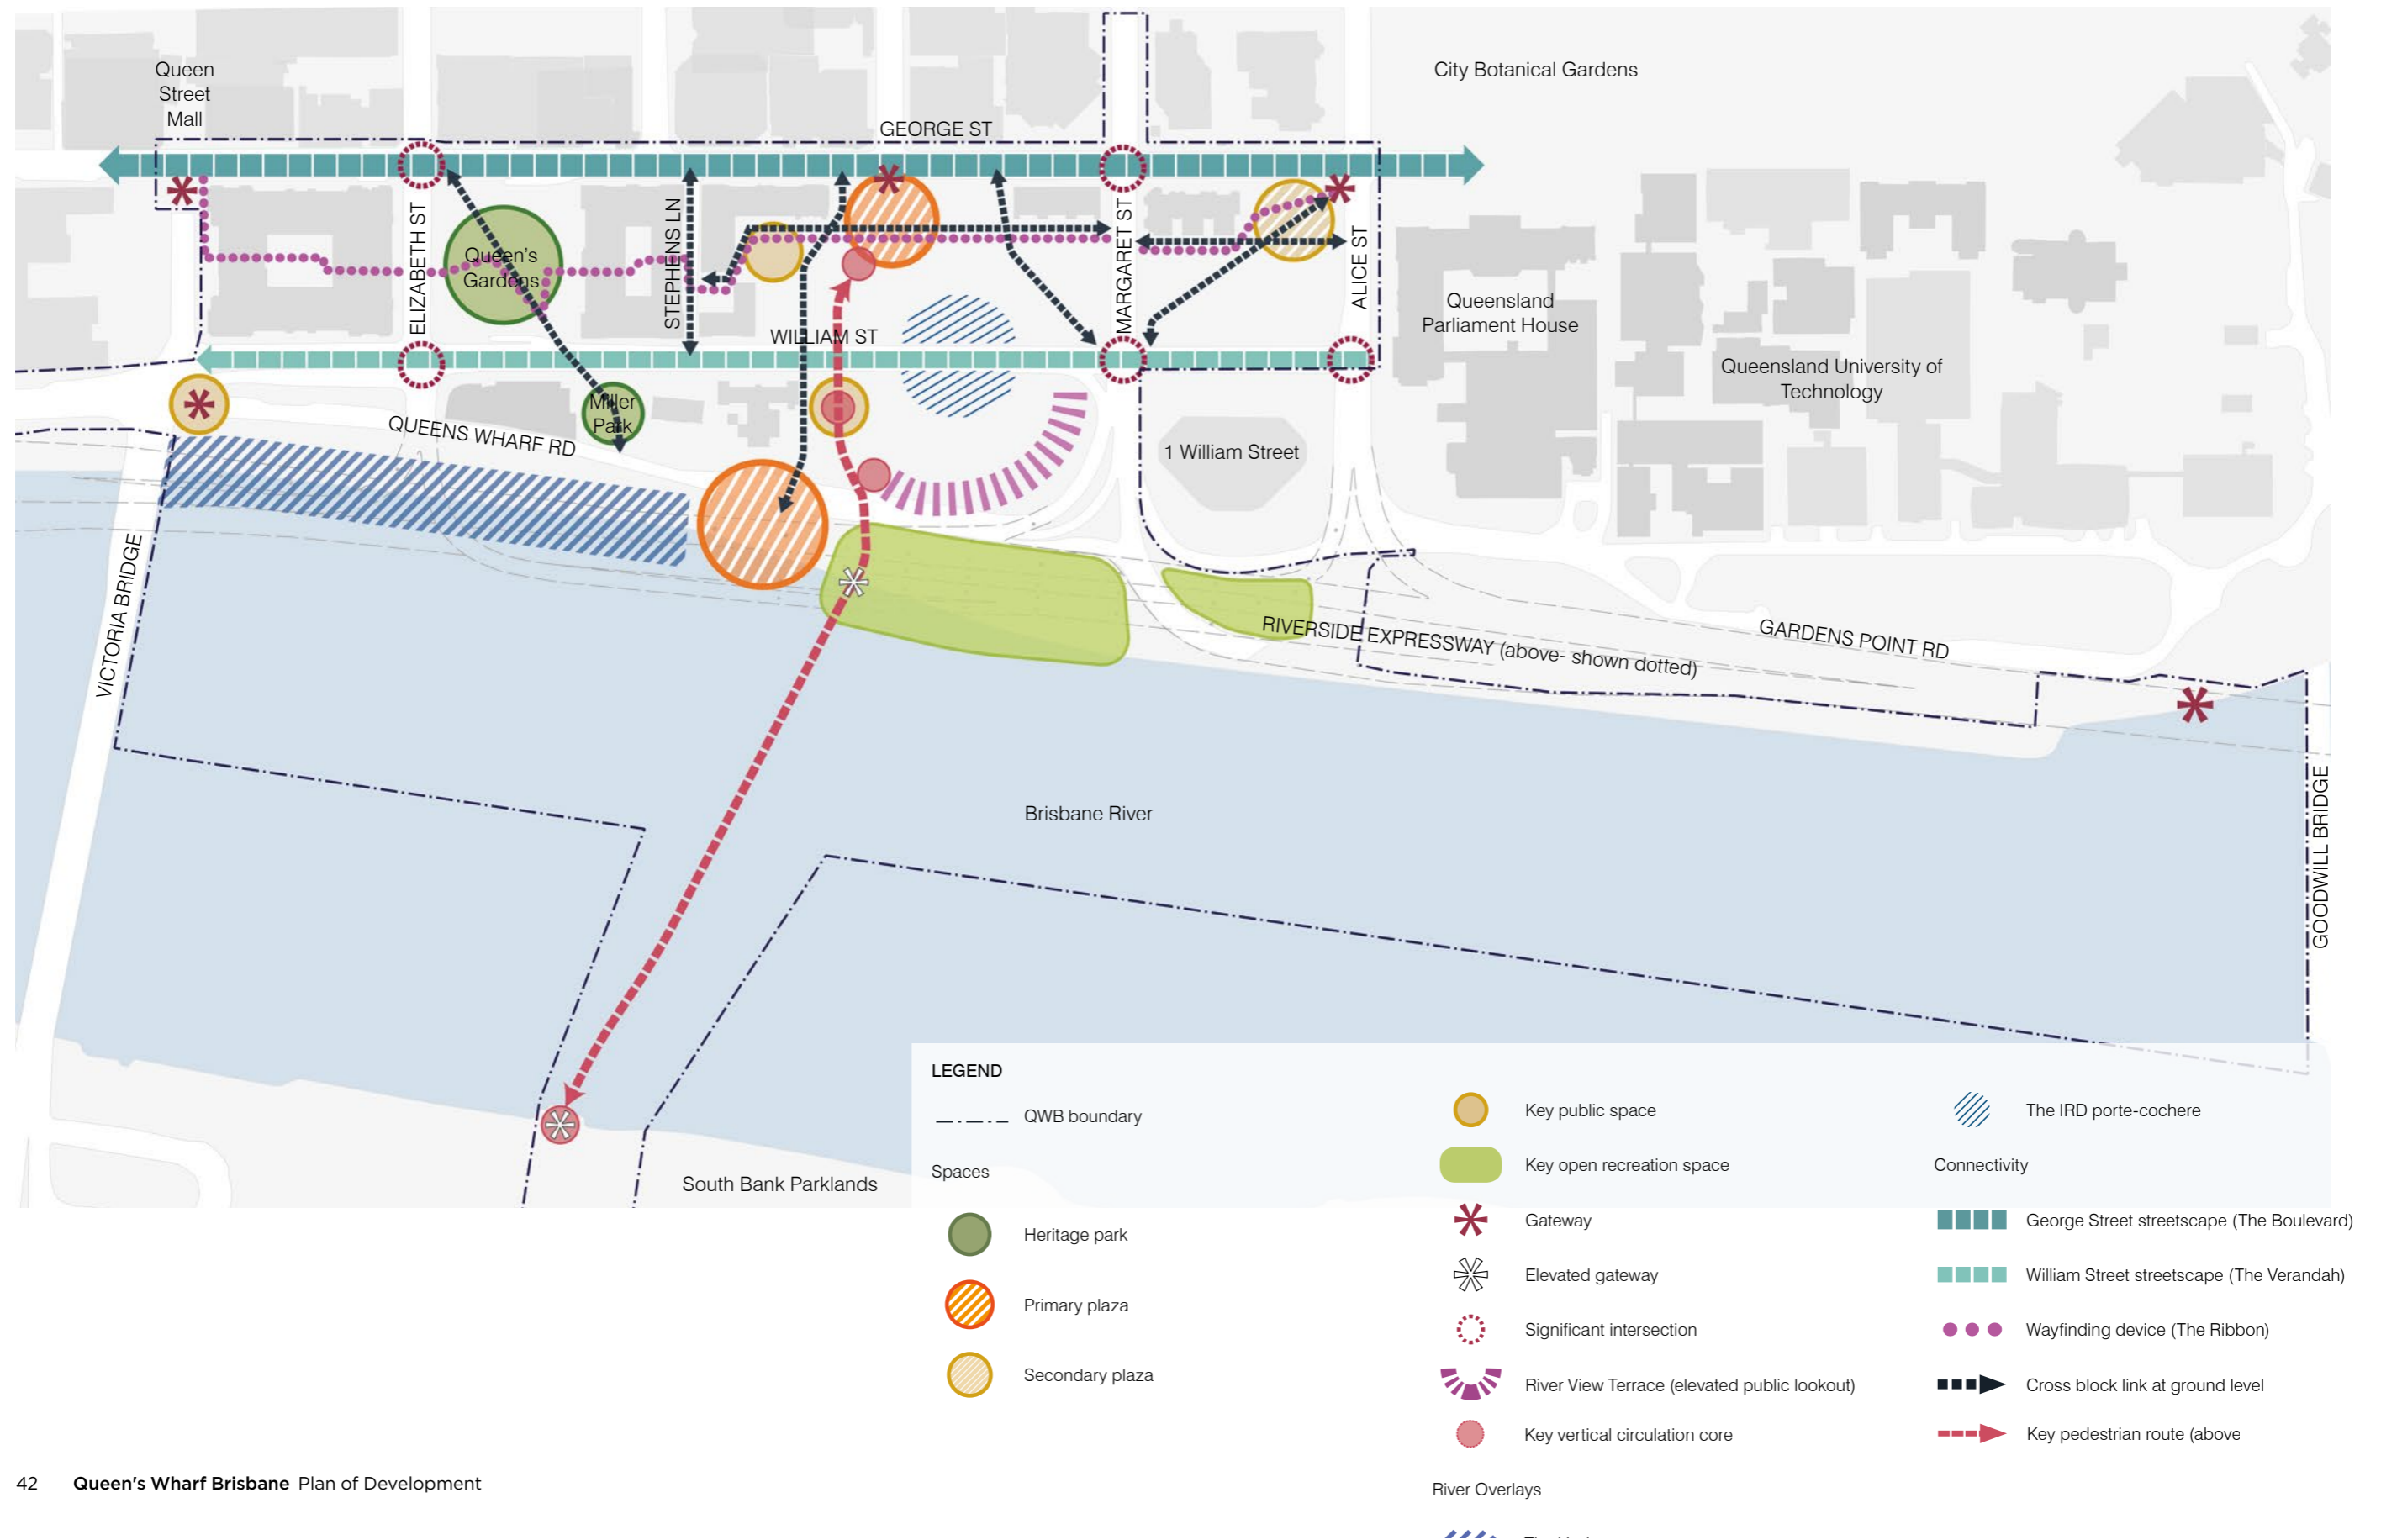 Queen
Street
Mall
City Botanical Gardens
GEORGE ST
ELIZABETH ST
Queen's
Gardens
STEPHENS LN
MARGARET ST
ALICE ST
WILLIAM ST
Queensland
Parliament House
Queensland University of
Technology
Miller
Park
QUEENS WHARF RD
1 William Street
VICTORIA BRIDGE
RIVERSIDE EXPRESSWAY (above- shown dotted)
GARDENS POINT RD
GOODWILL BRIDGE
Brisbane River
South Bank Parklands
LEGEND
QWB boundary
Spaces
Heritage park
Primary plaza
Secondary plaza
Key public space
Key open recreation space
Gateway
Elevated gateway
Significant intersection
River View Terrace (elevated public lookout)
Key vertical circulation core
River Overlays
The IRD porte-cochere
Connectivity
George Street streetscape (The Boulevard)
William Street streetscape (The Verandah)
Wayfinding device (The Ribbon)
Cross block link at ground level
Key pedestrian route (above
42 Queen's Wharf Brisbane Plan of Development